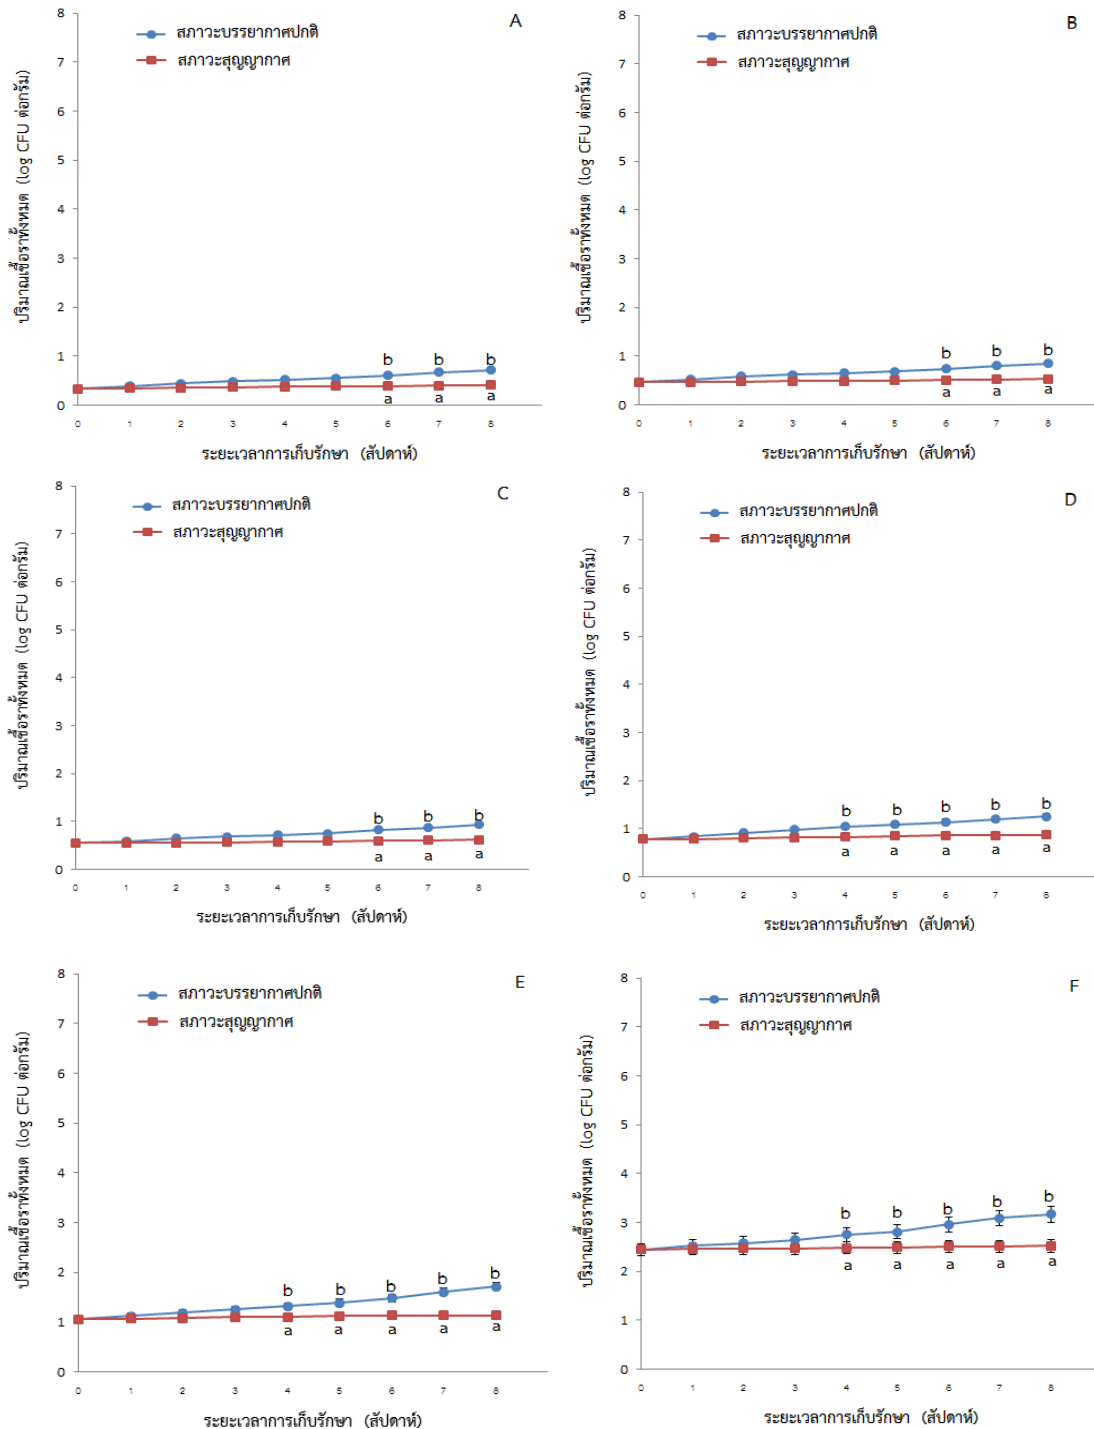 A
สภาวะบรรยากาศปกติ
สภาวะสุญญากาศ
ปริมาณเชื้อราทั้งหมด (log CFU ต่อกรัม)
8
7
6
5
4
3
2
1
0
b b b
a a a
0 1 2 3 4 5 6 7 8
ระยะเวลาการเก็บรักษา (สัปดาห์)
B
สภาวะบรรยากาศปกติ
สภาวะสุญญากาศ
ปริมาณเชื้อราทั้งหมด (log CFU ต่อกรัม)
8
7
6
5
4
3
2
1
0
b b b
a a a
0 1 2 3 4 5 6 7 8
ระยะเวลาการเก็บรักษา (สัปดาห์)
C
สภาวะบรรยากาศปกติ
สภาวะสุญญากาศ
ปริมาณเชื้อราทั้งหมด (log CFU ต่อกรัม)
8
7
6
5
4
3
2
1
0
b b b
a a a
0 1 2 3 4 5 6 7 8
ระยะเวลาการเก็บรักษา (สัปดาห์)
D
สภาวะบรรยากาศปกติ
สภาวะสุญญากาศ
ปริมาณเชื้อราทั้งหมด (log CFU ต่อกรัม)
8
7
6
5
4
3
2
1
0
b b b b b
a a a a a
0 1 2 3 4 5 6 7 8
ระยะเวลาการเก็บรักษา (สัปดาห์)
E
สภาวะบรรยากาศปกติ
สภาวะสุญญากาศ
ปริมาณเชื้อราทั้งหมด (log CFU ต่อกรัม)
8
7
6
5
4
3
2
1
0
b b b b b
a a a a a
0 1 2 3 4 5 6 7 8
ระยะเวลาการเก็บรักษา (สัปดาห์)
F
สภาวะบรรยากาศปกติ
สภาวะสุญญากาศ
ปริมาณเชื้อราทั้งหมด (log CFU ต่อกรัม)
8
7
6
5
4
3
2
1
0
b b b b b
a a a a a
0 1 2 3 4 5 6 7 8
ระยะเวลาการเก็บรักษา (สัปดาห์)